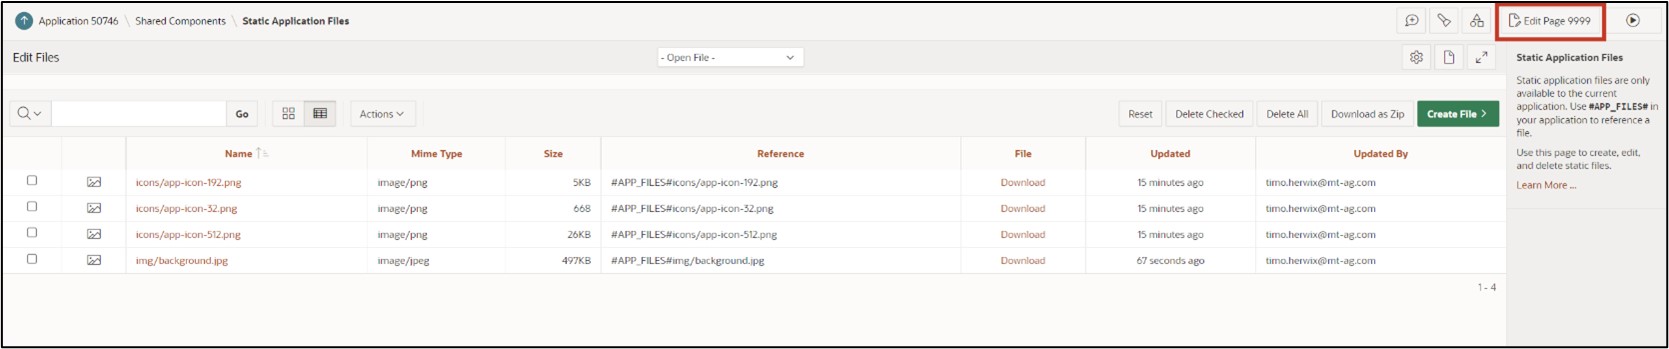 Application 50746 \ Shared Components \ Static Application Files
Edit Page 9999
Edit Files
- Open File -
Static Application Files
Static application files are only
available to the current
application. Use #APP_FILES# in
your application to reference a
file.
Use this page to create, edit,
and delete static files.
Learn More ...
Go
Actions
Reset
Delete Checked
Delete All
Download as Zip
Create File >
Name Mime Type Size Reference File Updated Updated By
icons/app-icon-192.png image/png 5KB #APP_FILES#icons/app-icon-192.png Download 15 minutes ago timo.herwix@mt-ag.com
icons/app-icon-32.png image/png 668 #APP_FILES#icons/app-icon-32.png Download 15 minutes ago timo.herwix@mt-ag.com
icons/app-icon-512.png image/png 26KB #APP_FILES#icons/app-icon-512.png Download 15 minutes ago timo.herwix@mt-ag.com
img/background.jpg image/jpeg 497KB #APP_FILES#img/background.jpg Download 67 seconds ago timo.herwix@mt-ag.com
1 - 4